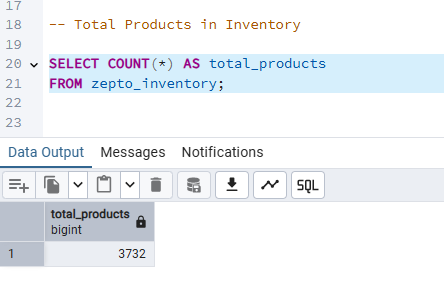 17
18 -- Total Products in Inventory
19
20 SELECT COUNT(*) AS total_products
21 FROM zepto_inventory;
22
23
Data Output Messages Notifications
SQL
total_products
bigint
1 3732